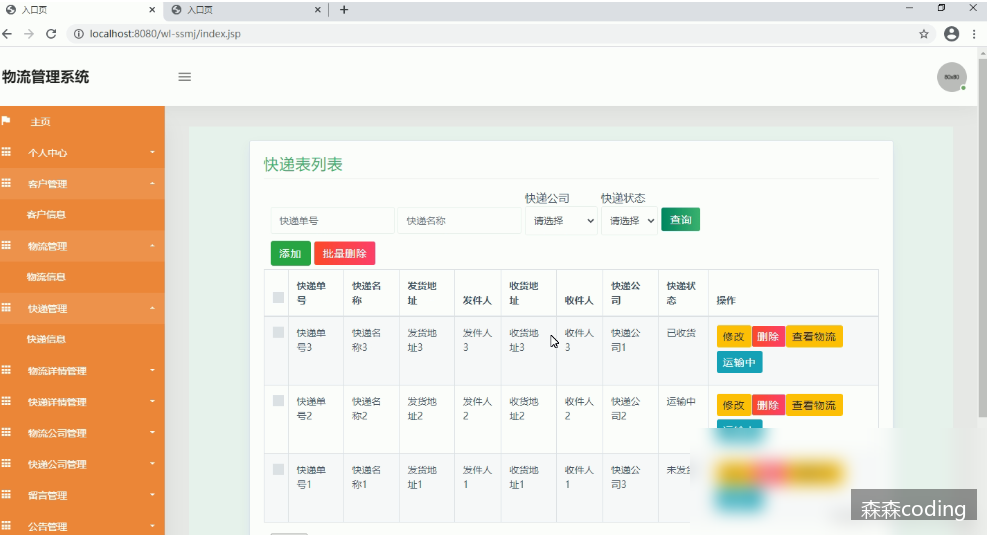 入口页
入口页
localhost:8080/wl-ssmj/index.jsp
物流管理系统
80x80
主页
个人中心
客户管理
客户信息
物流管理
物流信息
快递管理
快递信息
物流详情管理
快递详情管理
物流公司管理
快递公司管理
留言管理
公告管理
快递表列表
快递公司 快递状态
快递单号 快递名称 请选择 请选择 查询
添加 批量删除
快递单号 快递名称 发货地址 发件人 收货地址 收件人 快递公司 快递状态 操作
快递单号3 快递名称3 发货地址3 发件人3 收货地址3 收件人3 快递公司1 已收货 修改 删除 查看物流
运输中
快递单号2 快递名称2 发货地址2 发件人2 收货地址2 收件人2 快递公司2 运输中 修改 删除 查看物流
快递单号1 快递名称1 发货地址1 发件人1 收货地址1 收件人1 快递公司3 未发
森森coding